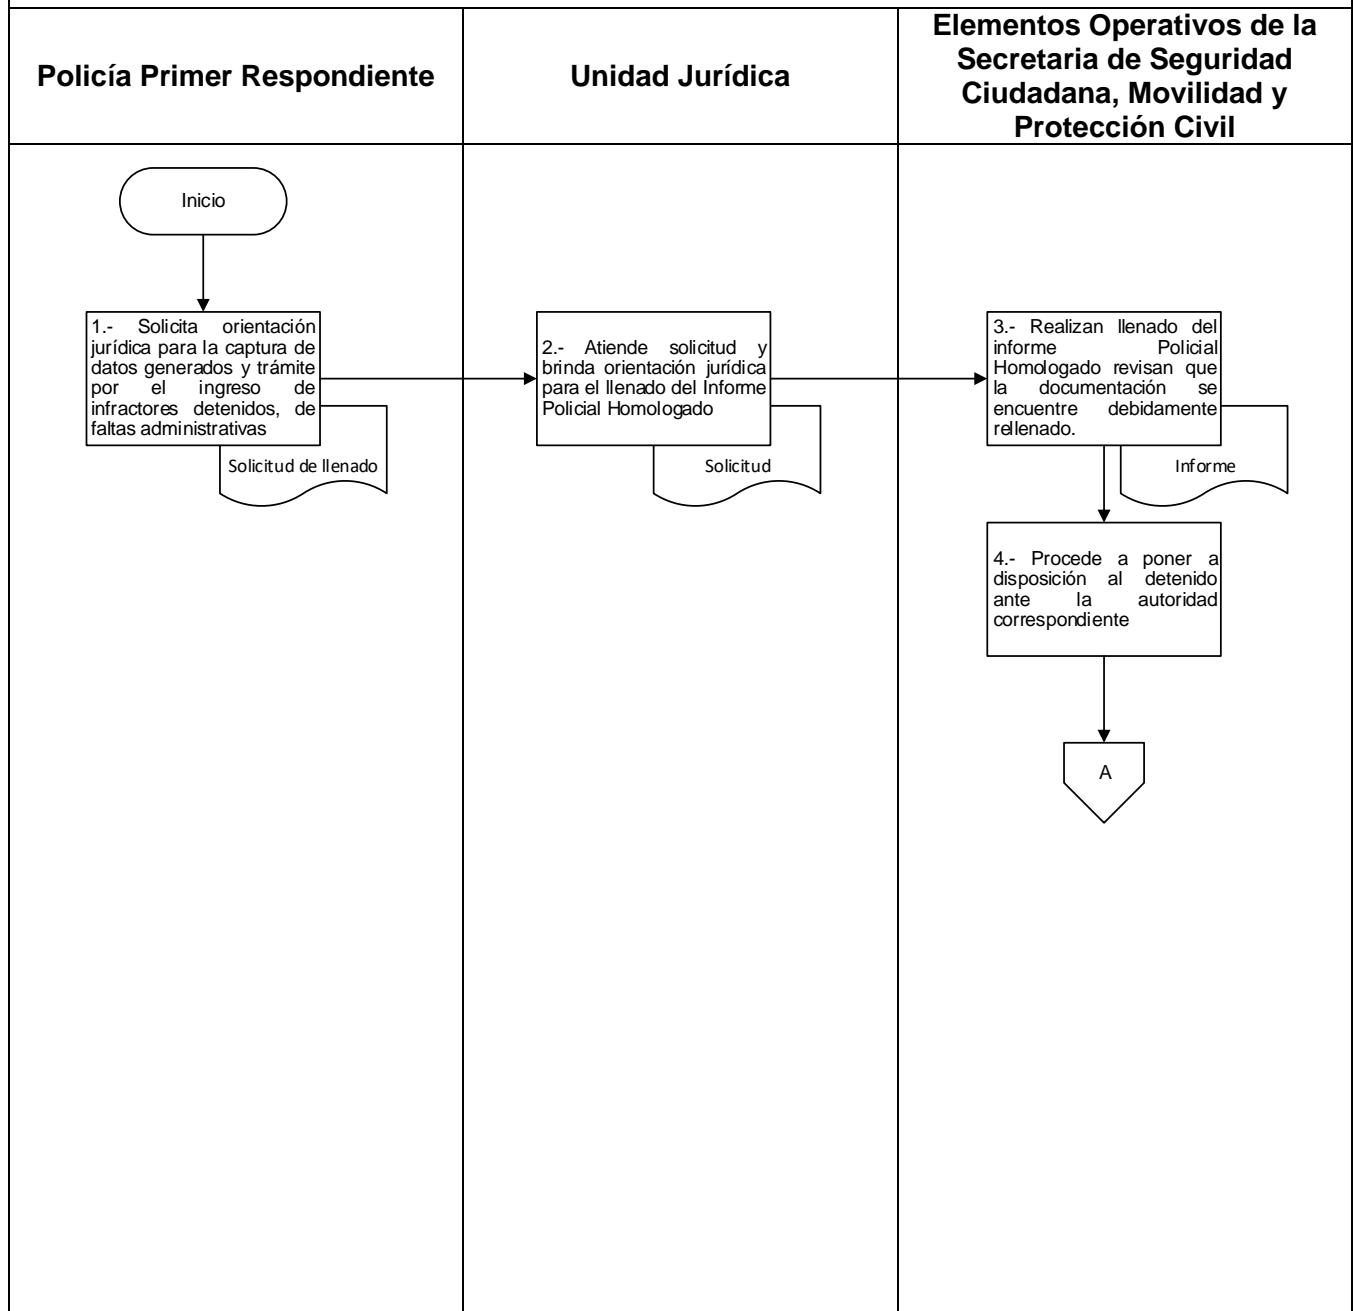 Policía Primer Respondiente
Unidad Jurídica
Elementos Operativos de la
Secretaria de Seguridad
Ciudadana, Movilidad y
Protección Civil
Inicio
1.- Solicita orientación
jurídica para la captura de
datos generados y trámite
por el ingreso de
infractores detenidos, de
faltas administrativas
Solicitud de llenado
2.- Atiende solicitud y
brinda orientación jurídica
para el llenado del Informe
Policial Homologado
Solicitud
3.- Realizan llenado del
informe Policial
Homologado revisan que
la documentación se
encuentre debidamente
rellenado.
Informe
4.- Procede a poner a
disposición al detenido
ante la autoridad
correspondiente
A